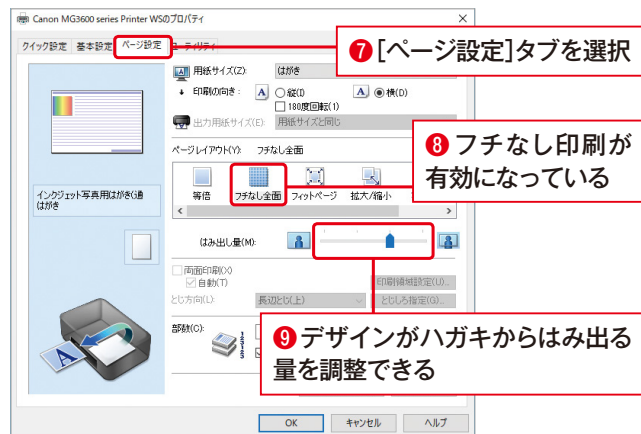 Canon MG3600 series Printer WSのプロパティ
クイック設定 基本設定 ページ設定 ユーティリティ
❼[ページ設定]タブを選択
用紙サイズ(Z): はがき
印刷の向き: A 縦(I) A 横(D)
180度回転(1)
出力用紙サイズ(E): 用紙サイズと同じ
ページレイアウト(Y): フチなし全面
❽フチなし印刷が
有効になっている
等倍 フチなし全面 フィットページ 拡大/縮小
インクジェット写真用はがき(通
はがき
はみ出し量(M):
両面印刷(X)
自動(T)
印刷領域設定(U)...
とじ方向(L): 長辺とじ(上) とじしろ指定(G)...
部数(C):
❾デザインがハガキからはみ出る
量を調整できる
OK キャンセル ヘルプ